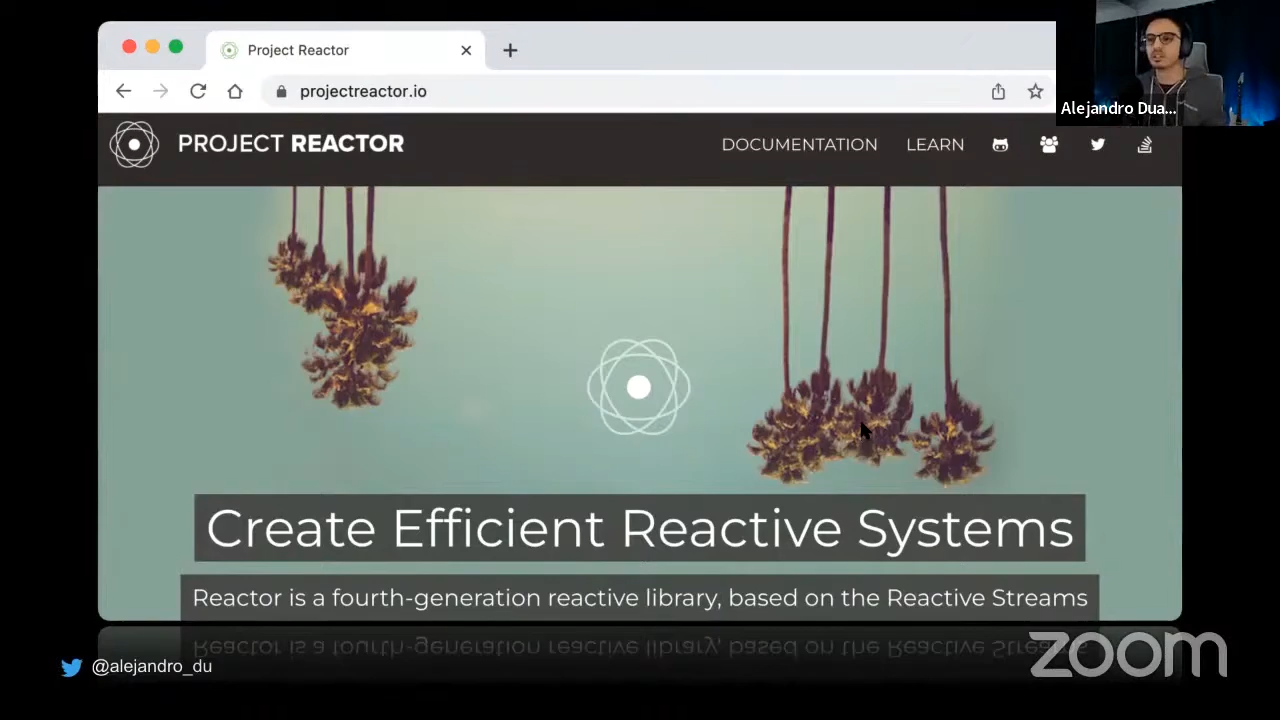 Project Reactor
projectreactor.io
Alejandro Dua...
PROJECT REACTOR
DOCUMENTATION
LEARN
Create Efficient Reactive Systems
Reactor is a fourth-generation reactive library, based on the Reactive Streams
@alejandro_du
zoom